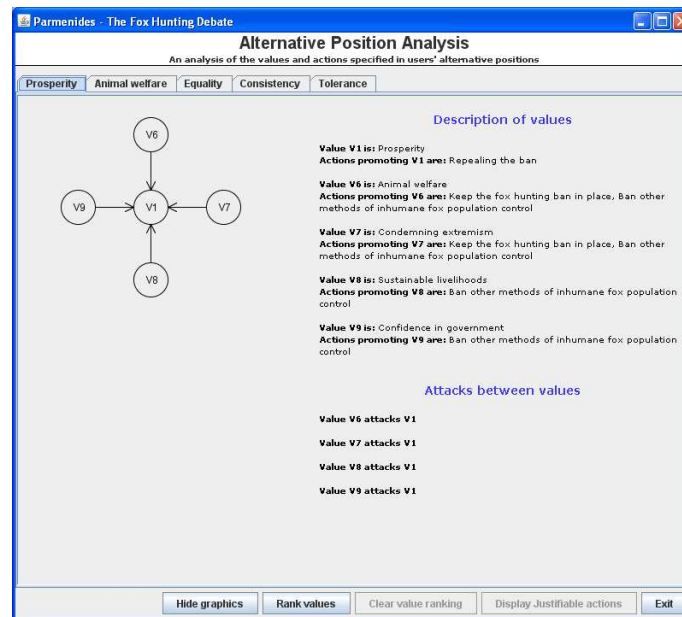 Parmenides - The Fox Hunting Debate
Alternative Position Analysis
An analysis of the values and actions specified in users' alternative positions
Prosperity Animal welfare Equality Consistency Tolerance
V6
V9 V1 V7
V8
Description of values
Value V1 is: Prosperity
Actions promoting V1 are: Repealing the ban
Value V6 is: Animal welfare
Actions promoting V6 are: Keep the fox hunting ban in place, Ban other
methods of inhumane fox population control
Value V7 is: Condemning extremism
Actions promoting V7 are: Keep the fox hunting ban in place, Ban other
methods of inhumane fox population control
Value V8 is: Sustainable livelihoods
Actions promoting V8 are: Ban other methods of inhumane fox population
control
Value V9 is: Confidence in government
Actions promoting V9 are: Ban other methods of inhumane fox population
control
Attacks between values
Value V6 attacks V1
Value V7 attacks V1
Value V8 attacks V1
Value V9 attacks V1
Hide graphics Rank values Clear value ranking Display Justifiable actions Exit